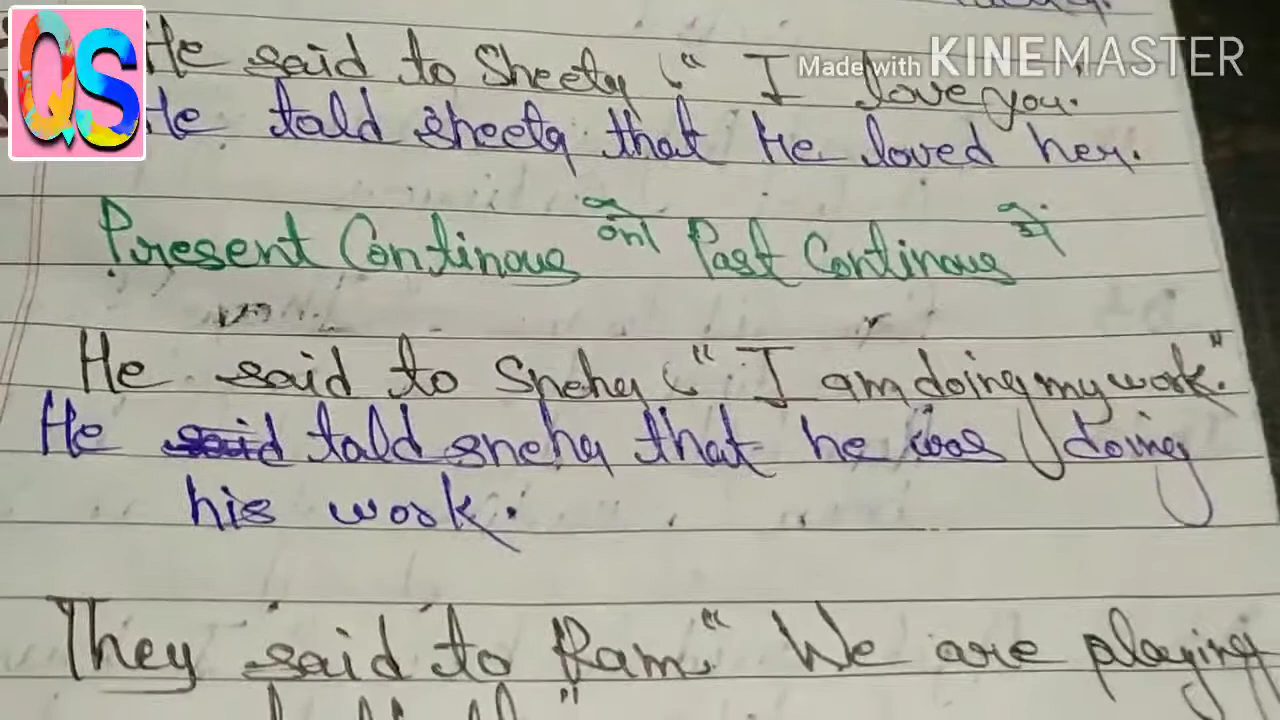 QS
Made with KINEMASTER
He said to Sheeta, " I love you.
He told sheeta that He loved her.
Present Continous को Past Continous में
He said to Sneha, " I am doing my work."
He said told sneha that he was doing
his work.
They said to Ram, " We are playing